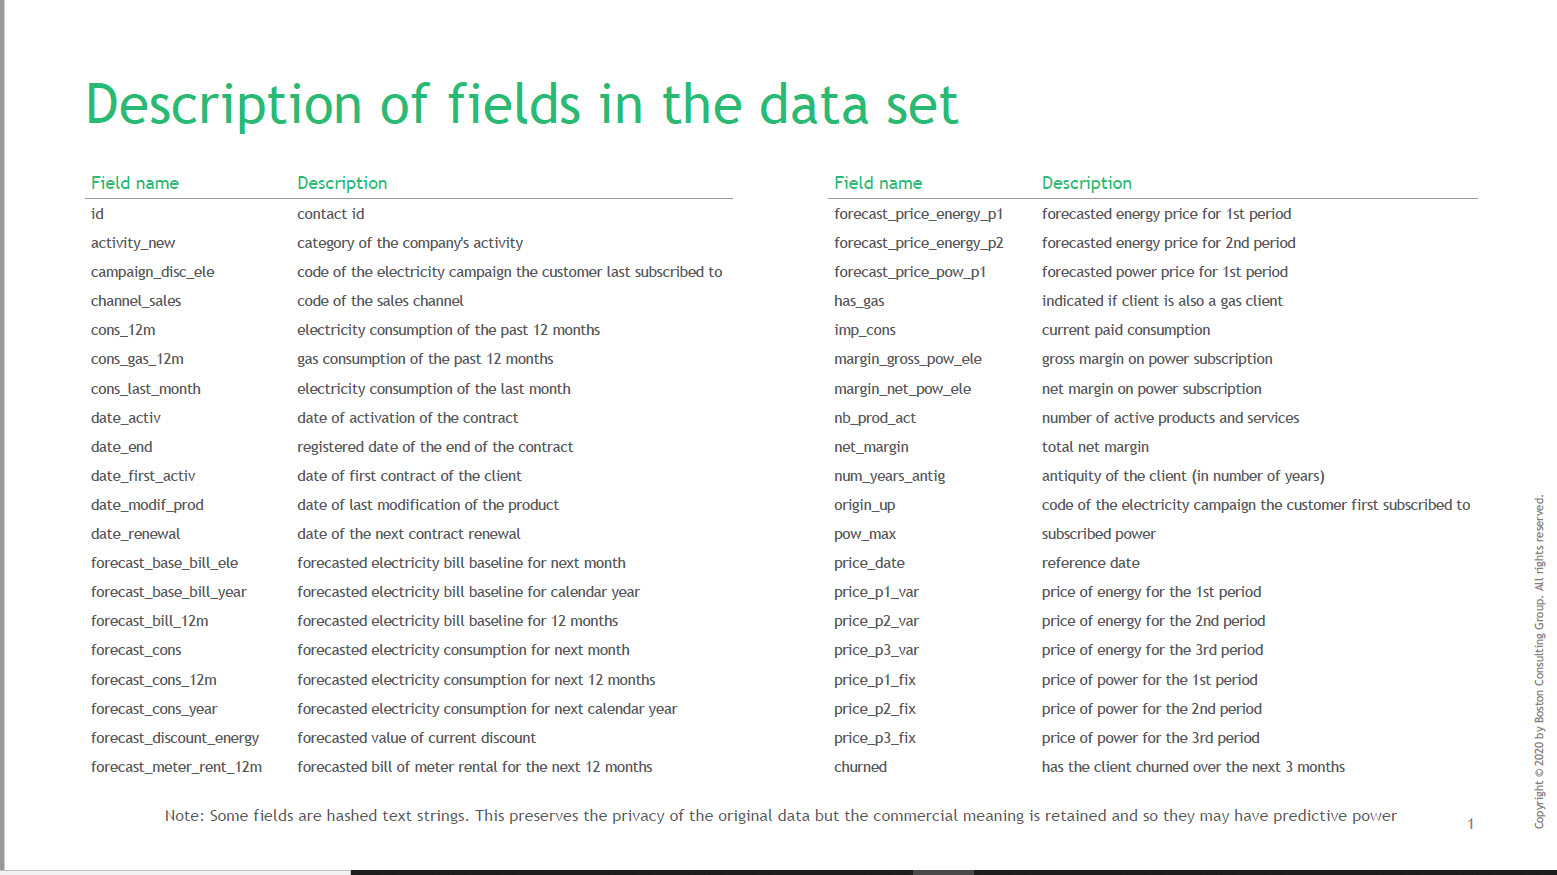 Description of fields in the data set
Field name Description
id contact id
activity_new category of the company's activity
campaign_disc_ele code of the electricity campaign the customer last subscribed to
channel_sales code of the sales channel
cons_12m electricity consumption of the past 12 months
cons_gas_12m gas consumption of the past 12 months
cons_last_month electricity consumption of the last month
date_activ date of activation of the contract
date_end registered date of the end of the contract
date_first_activ date of first contract of the client
date_modif_prod date of last modification of the product
date_renewal date of the next contract renewal
forecast_base_bill_ele forecasted electricity bill baseline for next month
forecast_base_bill_year forecasted electricity bill baseline for calendar year
forecast_bill_12m forecasted electricity bill baseline for 12 months
forecast_cons forecasted electricity consumption for next month
forecast_cons_12m forecasted electricity consumption for next 12 months
forecast_cons_year forecasted electricity consumption for next calendar year
forecast_discount_energy forecasted value of current discount
forecast_meter_rent_12m forecasted bill of meter rental for the next 12 months
Field name Description
forecast_price_energy_p1 forecasted energy price for 1st period
forecast_price_energy_p2 forecasted energy price for 2nd period
forecast_price_pow_p1 forecasted power price for 1st period
has_gas indicated if client is also a gas client
imp_cons current paid consumption
margin_gross_pow_ele gross margin on power subscription
margin_net_pow_ele net margin on power subscription
nb_prod_act number of active products and services
net_margin total net margin
num_years_antig antiquity of the client (in number of years)
origin_up code of the electricity campaign the customer first subscribed to
pow_max subscribed power
price_date reference date
price_p1_var price of energy for the 1st period
price_p2_var price of energy for the 2nd period
price_p3_var price of energy for the 3rd period
price_p1_fix price of power for the 1st period
price_p2_fix price of power for the 2nd period
price_p3_fix price of power for the 3rd period
churned has the client churned over the next 3 months
Note: Some fields are hashed text strings. This preserves the privacy of the original data but the commercial meaning is retained and so they may have predictive power
1
Copyright © 2020 by Boston Consulting Group. All rights reserved.